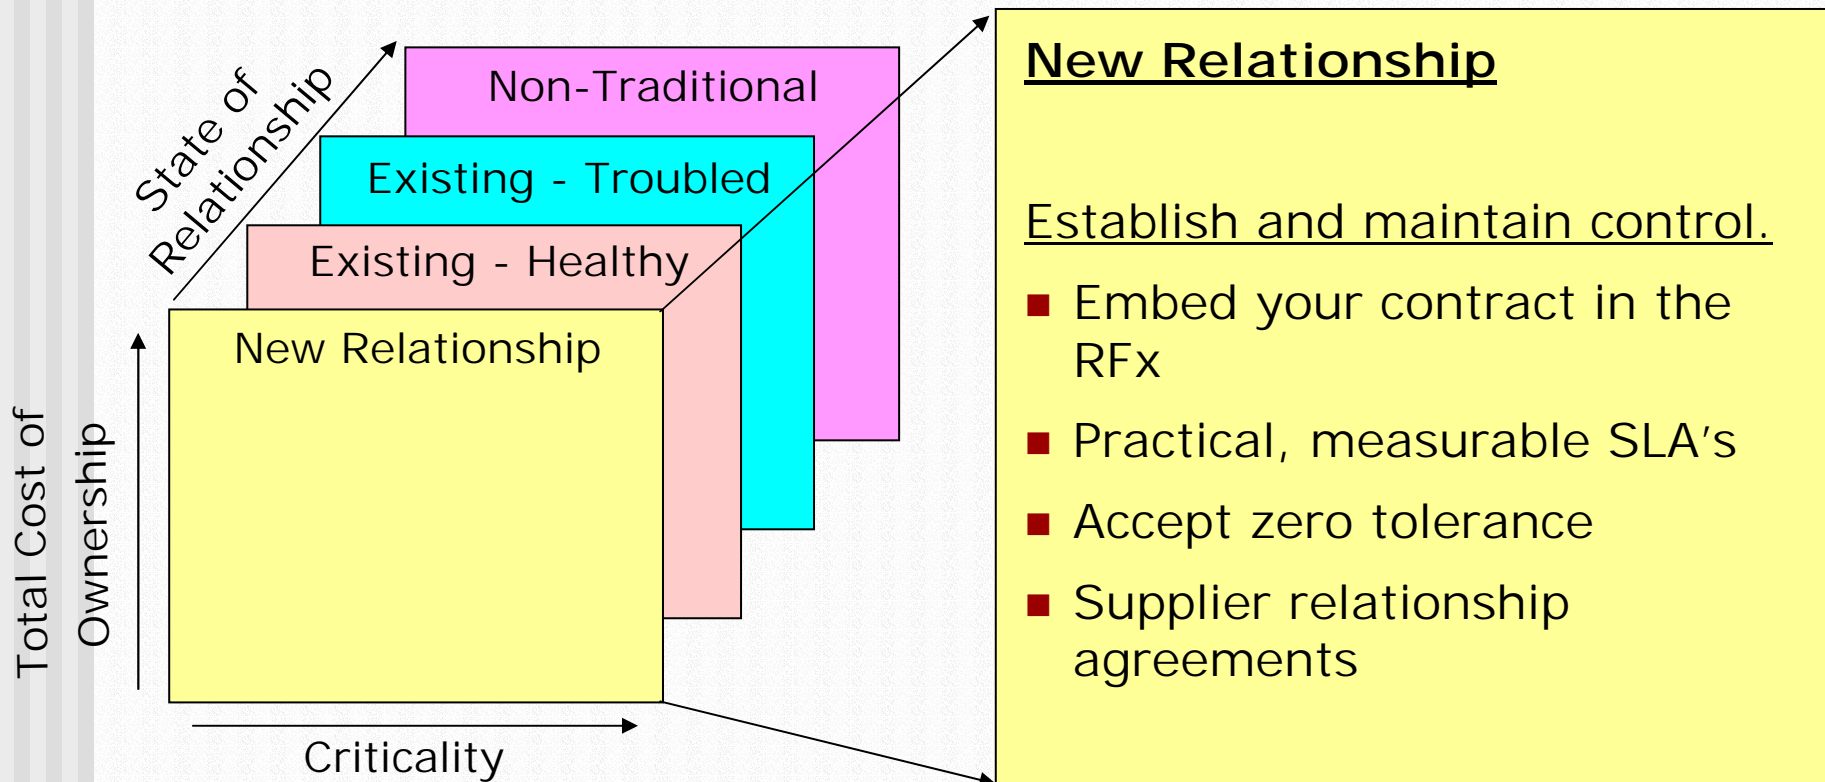 State of
Relationship
Non-Traditional
Existing - Troubled
Existing - Healthy
New Relationship
Total Cost of
Ownership
Criticality
New Relationship
Establish and maintain control.
Embed your contract in the
RFx
Practical, measurable SLA’s
Accept zero tolerance
Supplier relationship
agreements